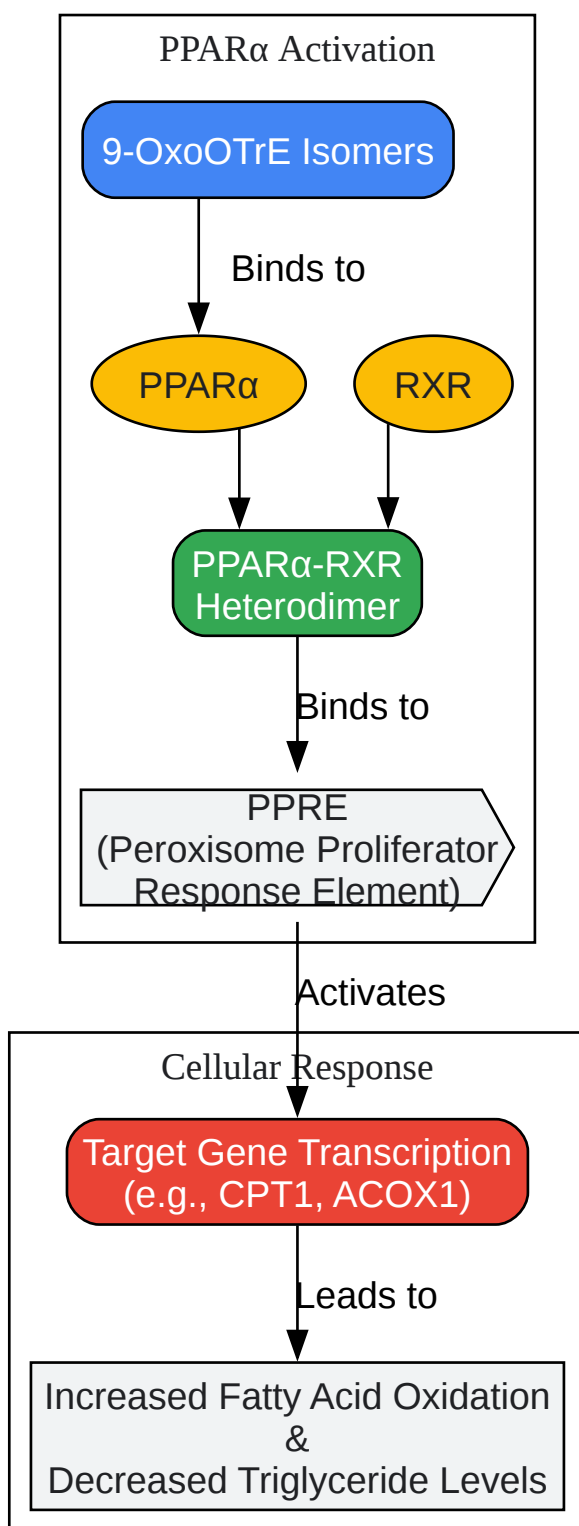 PPARα Activation
9-OxoOTrE Isomers
Binds to
PPARα
RXR
PPARα-RXR
Heterodimer
Binds to
PPRE
(Peroxisome Proliferator
Response Element)
Activates
Cellular Response
Target Gene Transcription
(e.g., CPT1, ACOX1)
Leads to
Increased Fatty Acid Oxidation
&
Decreased Triglyceride Levels